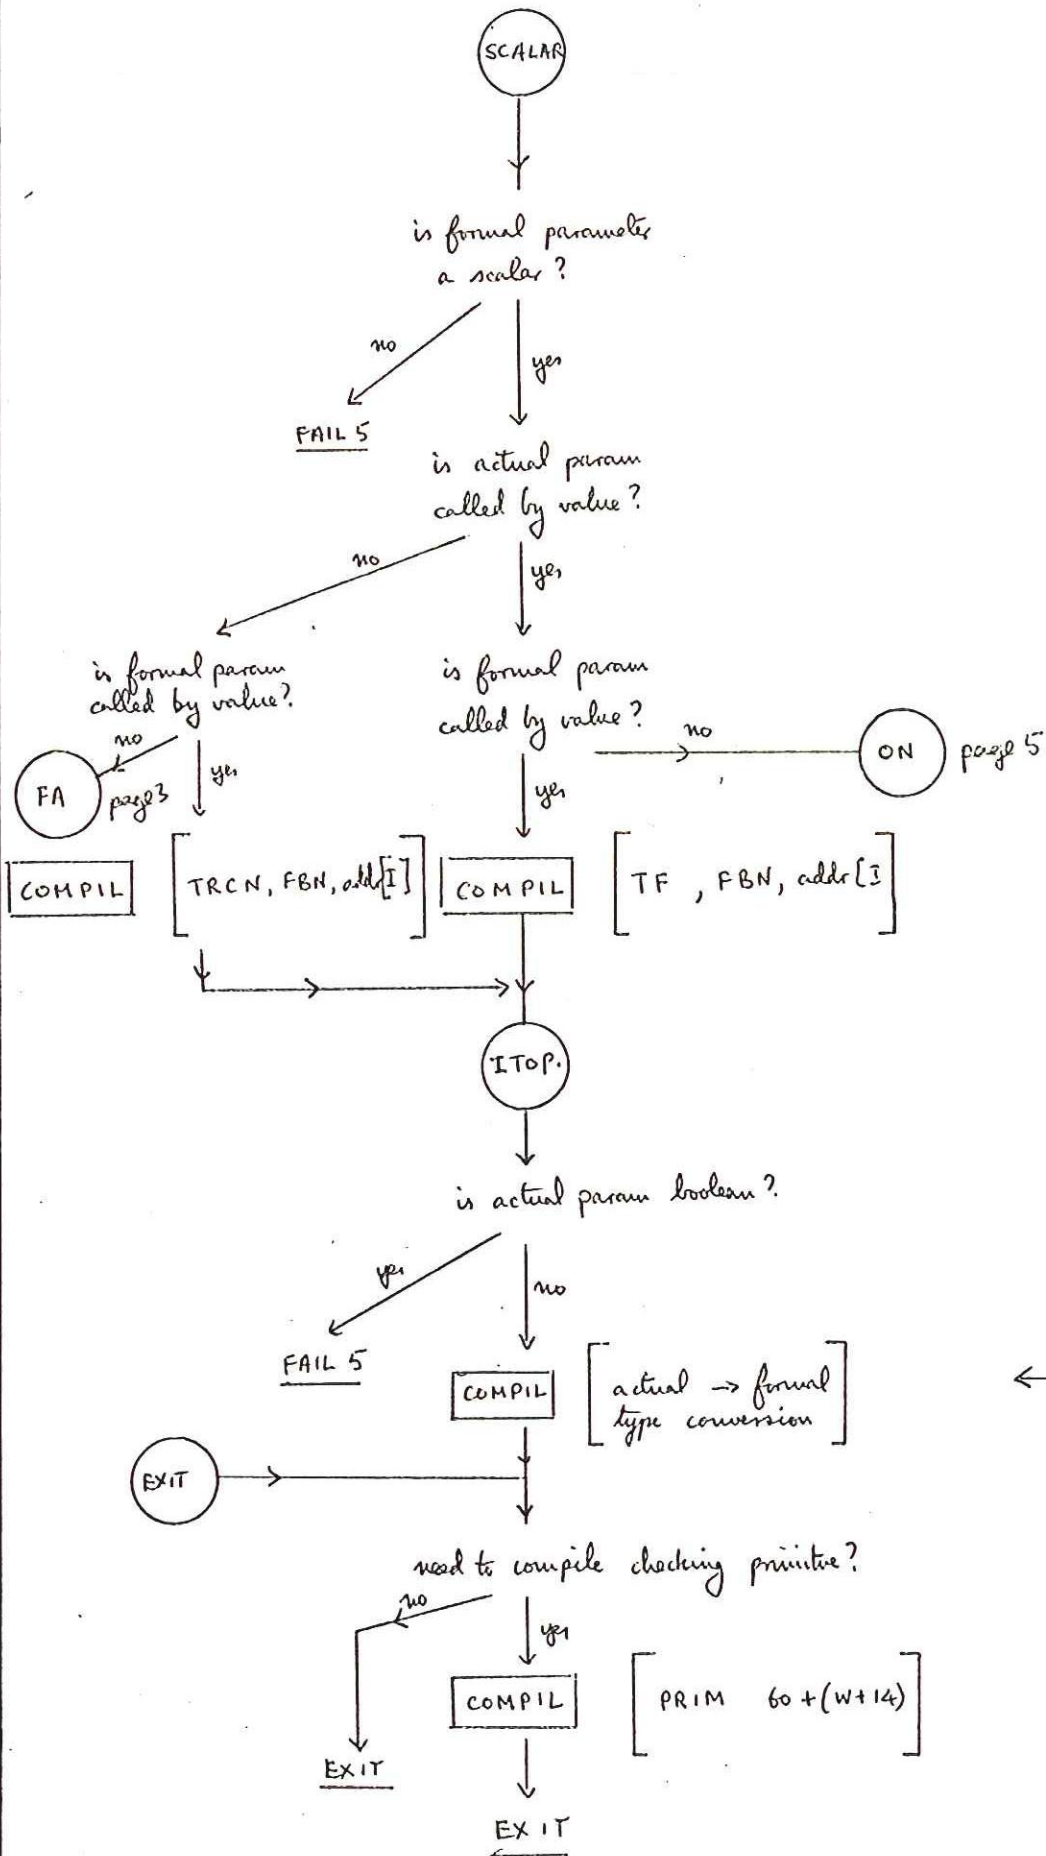 SCALAR
is formal parameter
a scalar?
no
yes
FAIL 5
is actual param
called by value?
no
yes
is formal param
called by value?
is formal param
called by value?
no
yes
no
yes
FA
page 3
ON
page 5
COMPIL
[TRCN, FBN, addr[I]]
COMPIL
[TF , FBN, addr[I]
ITOP.
is actual param boolean?
yes
no
FAIL 5
COMPIL
[actual → formal
type conversion]
←
EXIT
need to compile checking primitve?
no
yes
COMPIL
[PRIM 60+(W+14)]
EXIT
EXIT